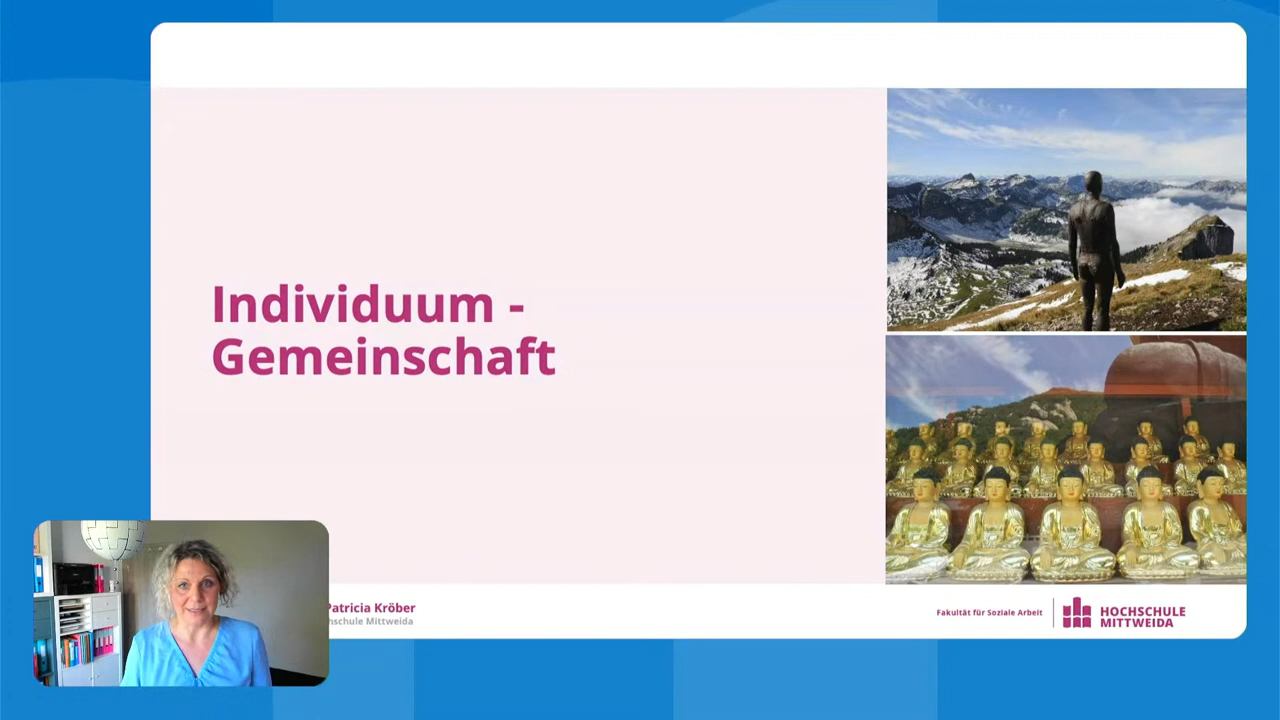 Individuum -
Gemeinschaft
Patricia Kröber
hschule Mittweida
Fakultät für Soziale Arbeit
HOCHSCHULE
MITTWEIDA